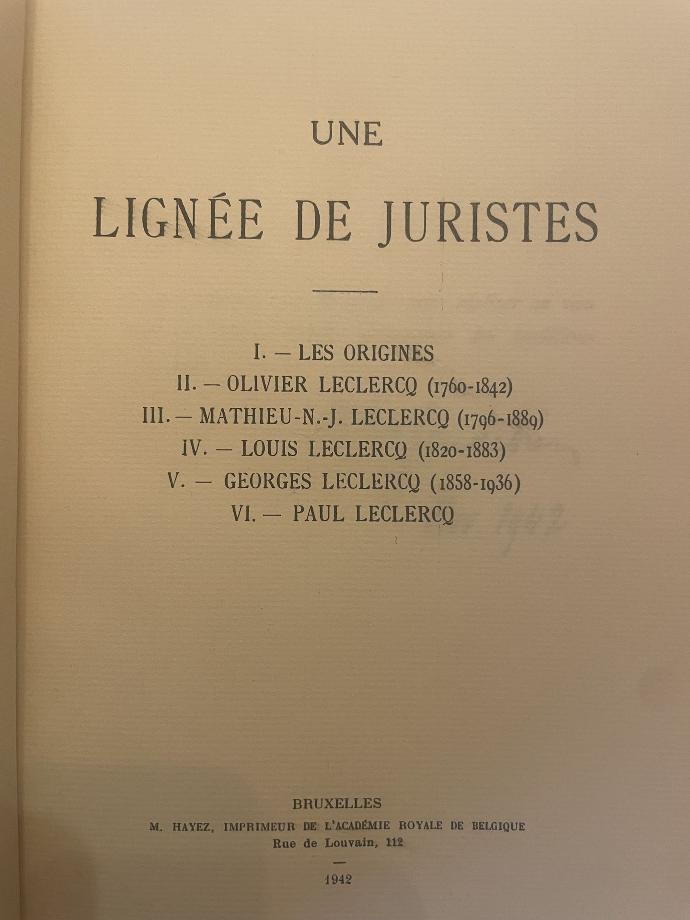 UNE
LIGNÉE DE JURISTES
I. — LES ORIGINES
II. — OLIVIER LECLERCQ (1760-1842)
III. — MATHIEU-N.-J. LECLERCQ (1796-1889)
IV. — LOUIS LECLERCQ (1820-1883)
V. — GEORGES LECLERCQ (1858-1936)
VI. — PAUL LECLERCQ
BRUXELLES
M. HAYEZ, IMPRIMEUR DE L'ACADÉMIE ROYALE DE BELGIQUE
Rue de Louvain, 112
—
1942